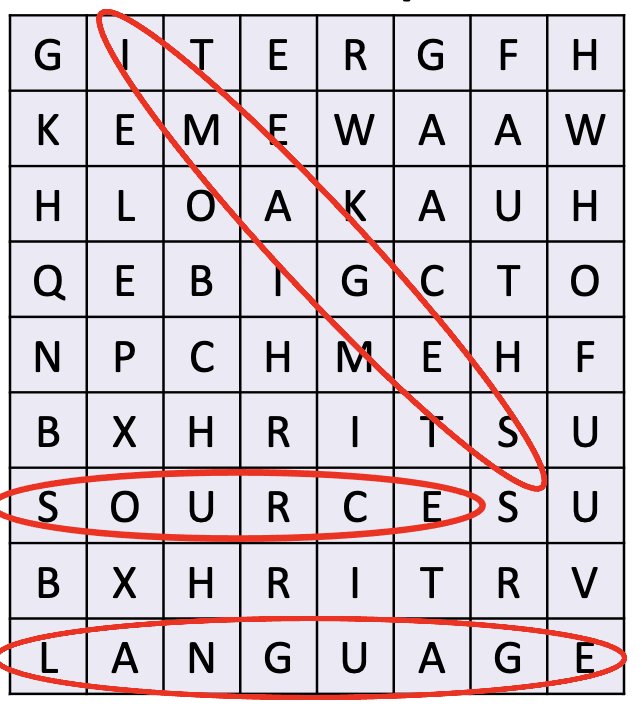 G I T E R G F H
K E M E W A A W
H L O A K A U H
Q E B I G C T O
N P C H M E H F
B X H R I T S U
S O U R C E S U
B X H R I T R V
L A N G U A G E